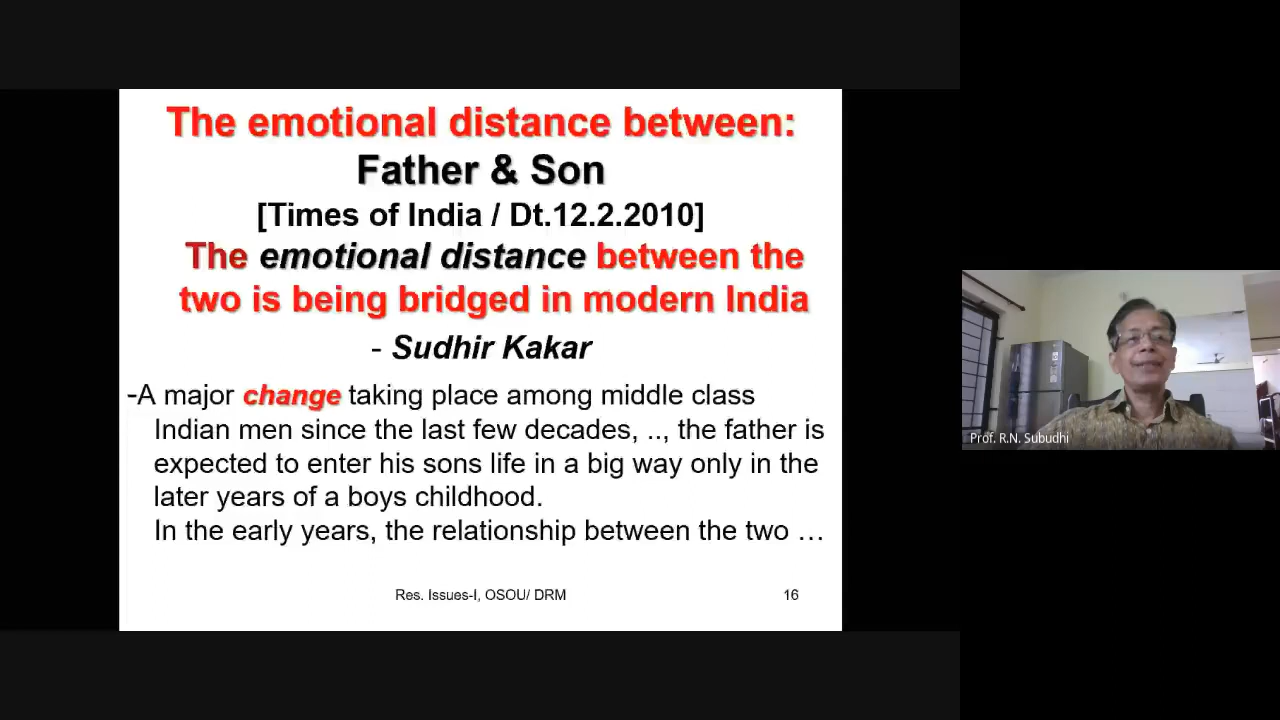 The emotional distance between:
Father & Son
[Times of India / Dt.12.2.2010]
The emotional distance between the
two is being bridged in modern India
- Sudhir Kakar
-A major change taking place among middle class
Indian men since the last few decades, .., the father is
expected to enter his sons life in a big way only in the
later years of a boys childhood.
In the early years, the relationship between the two …
Res. Issues-I, OSOU/ DRM
16
Prof. R.N. Subudhi